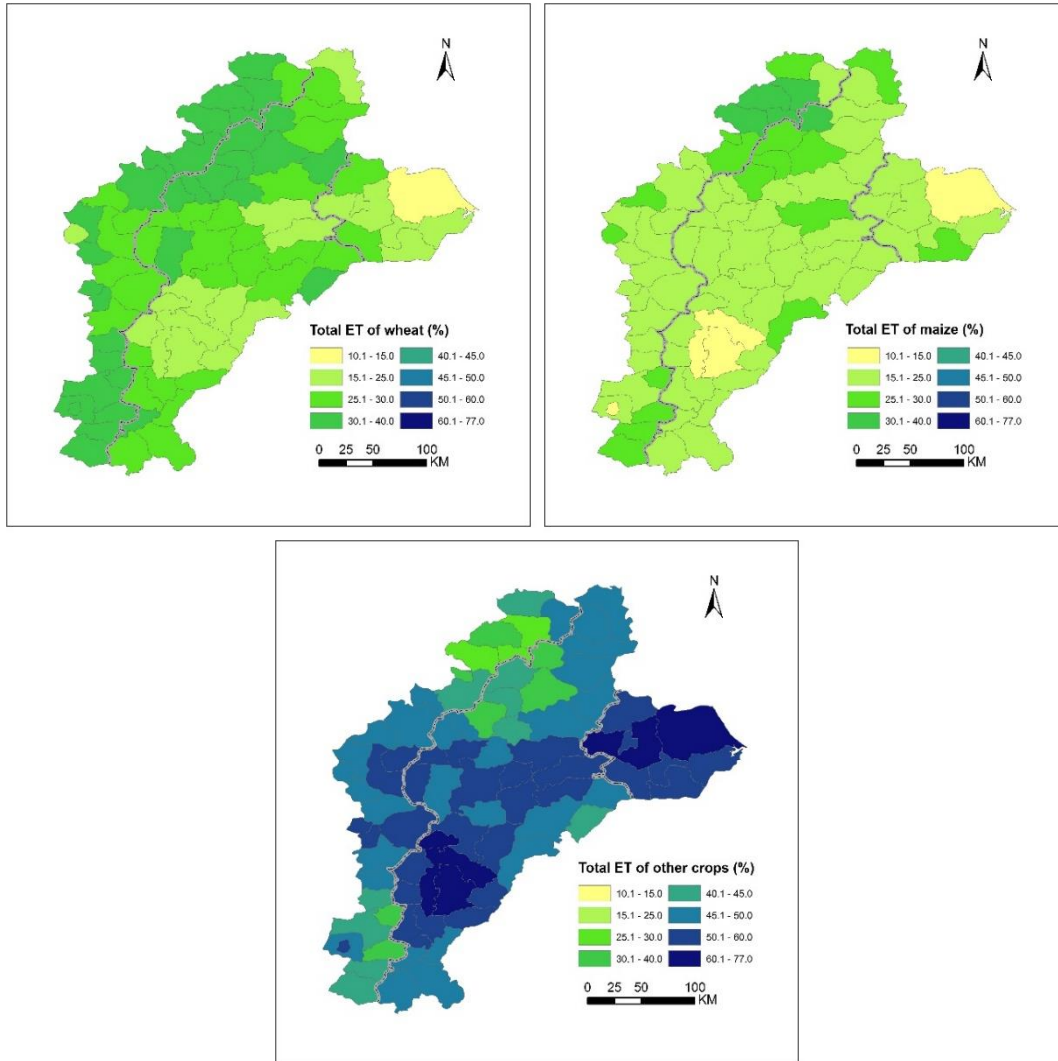 N
Total ET of wheat (%)
10.1 - 15.0 40.1 - 45.0
15.1 - 25.0 45.1 - 50.0
25.1 - 30.0 50.1 - 60.0
30.1 - 40.0 60.1 - 77.0
0 25 50 100
KM
N
Total ET of maize (%)
10.1 - 15.0 40.1 - 45.0
15.1 - 25.0 45.1 - 50.0
25.1 - 30.0 50.1 - 60.0
30.1 - 40.0 60.1 - 77.0
0 25 50 100
KM
N
Total ET of other crops (%)
10.1 - 15.0 40.1 - 45.0
15.1 - 25.0 45.1 - 50.0
25.1 - 30.0 50.1 - 60.0
30.1 - 40.0 60.1 - 77.0
0 25 50 100
KM